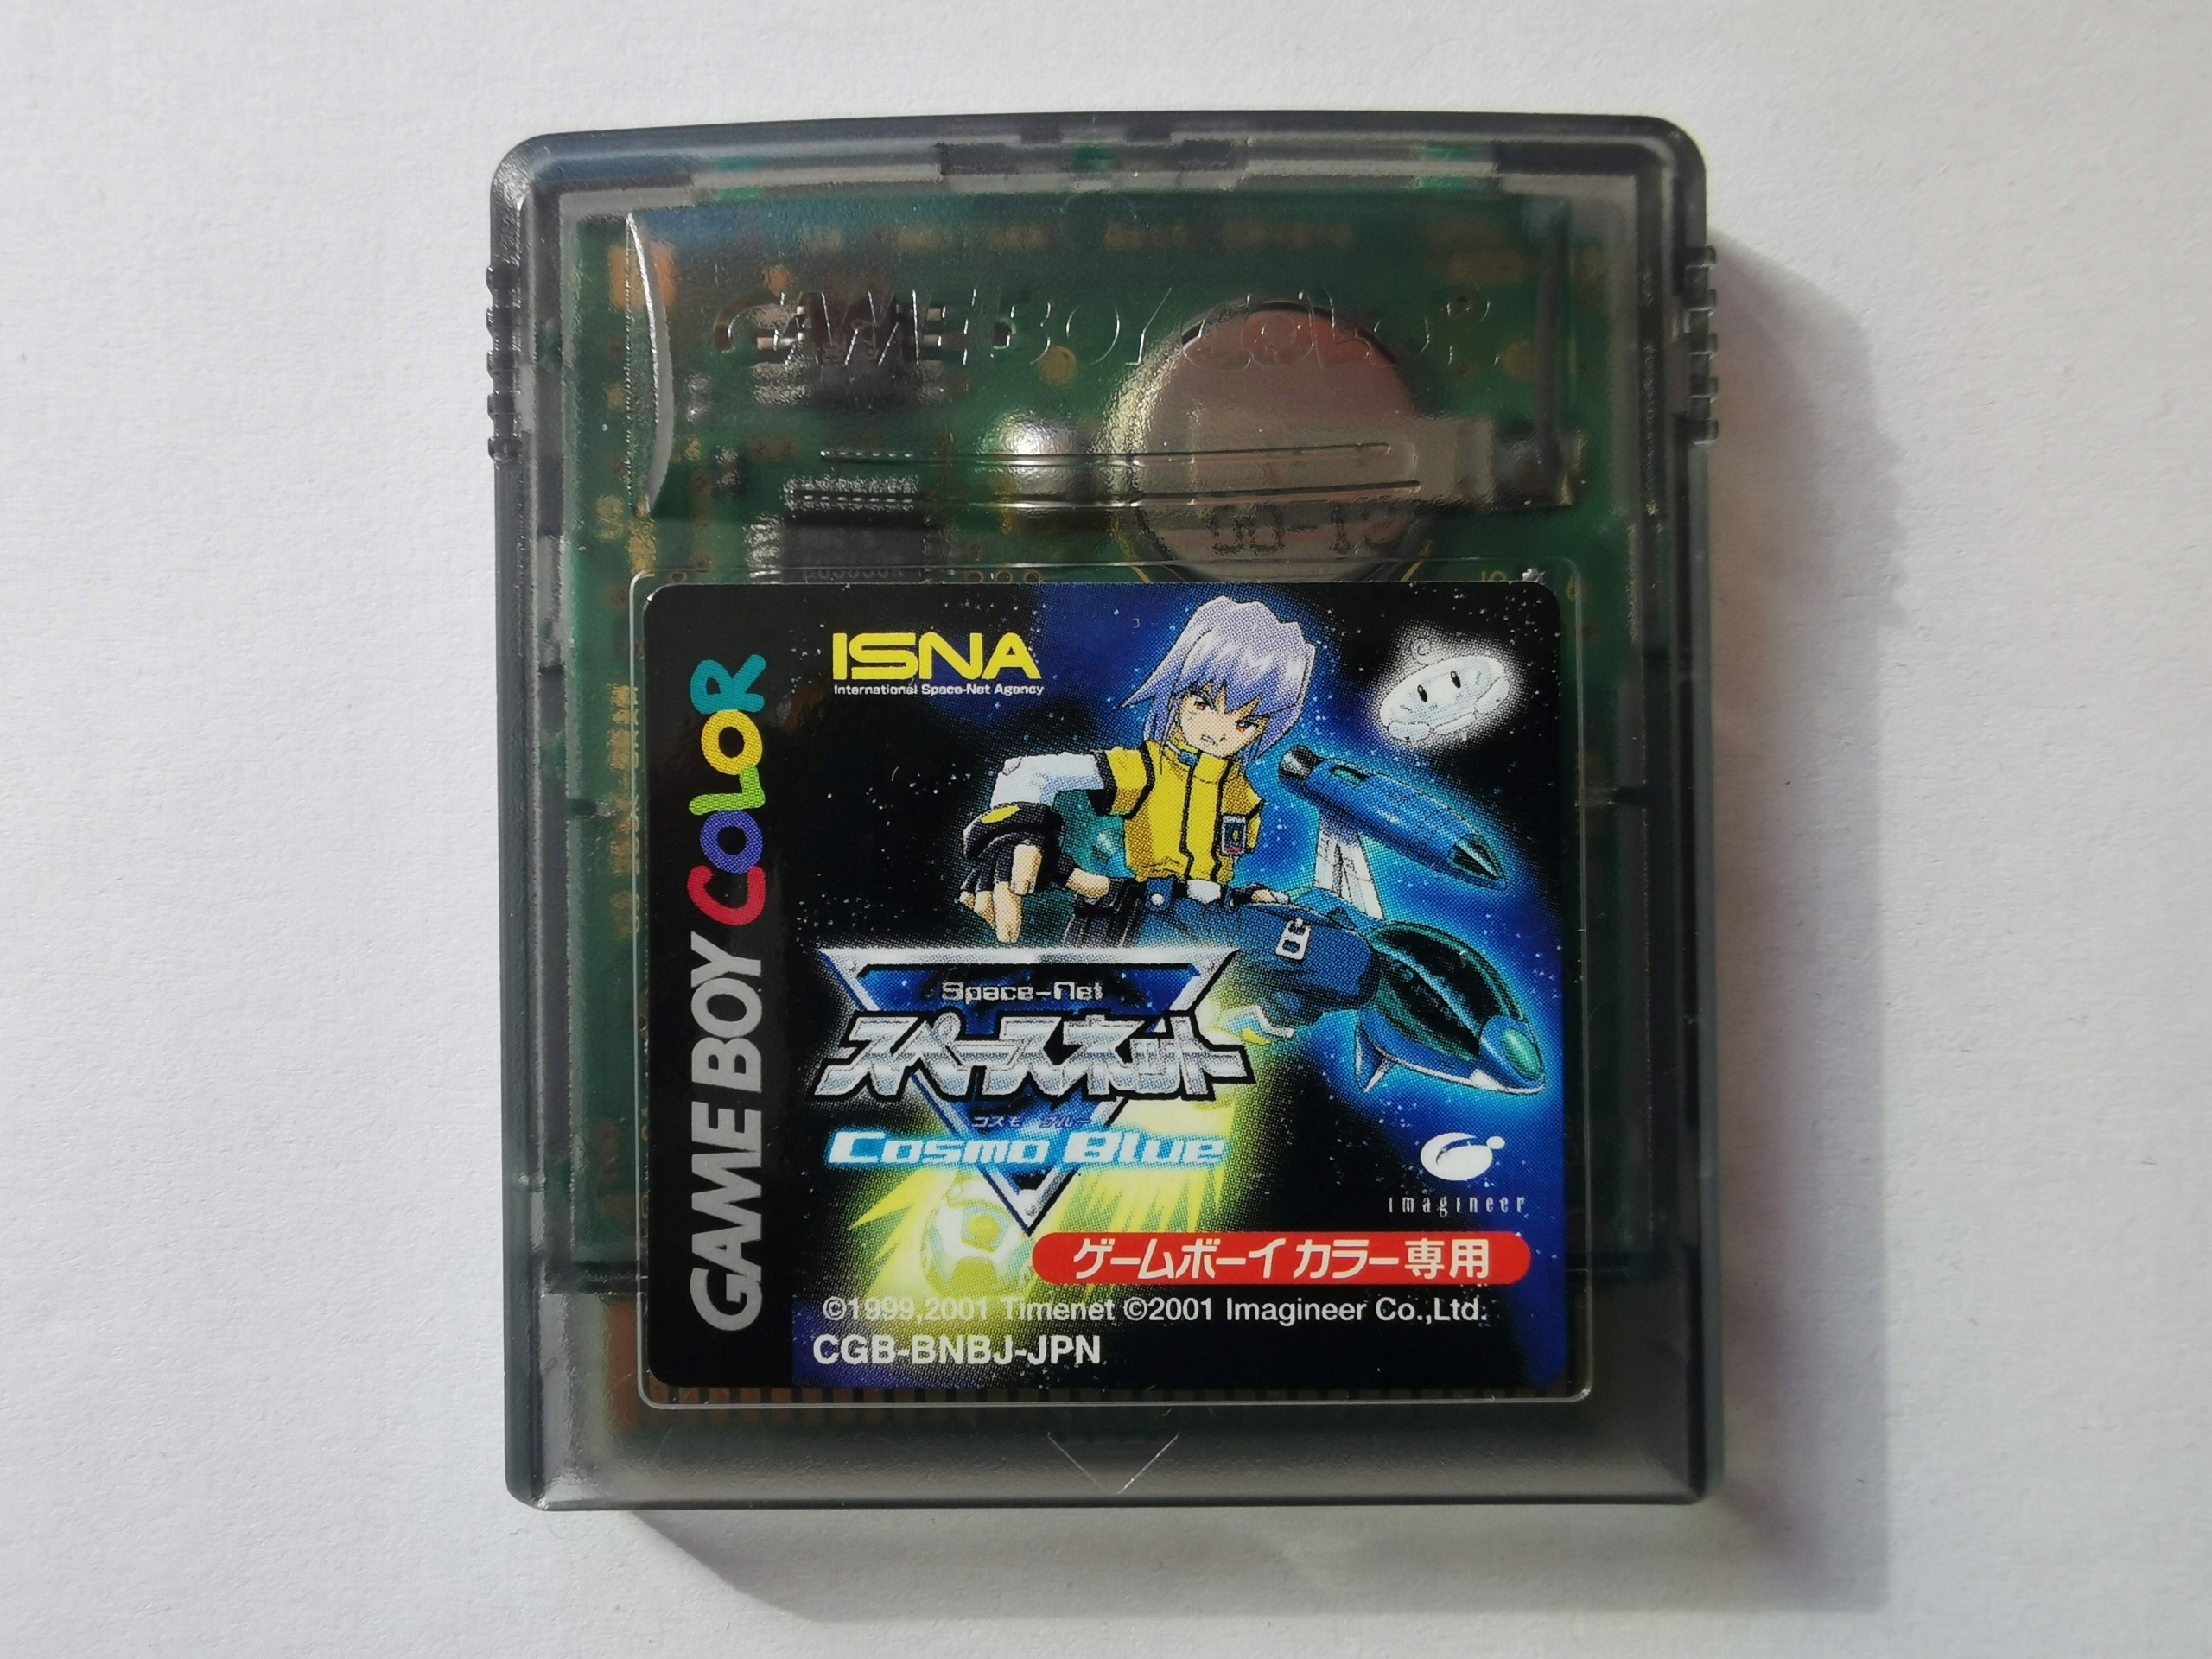 GAME BOY COLOR
00-12
ISNA
International Space-Net Agency
GAME BOY COLOR
Space-Net
スペースネット
コスモ ブルー
Cosmo Blue
imagineer
ゲームボーイ カラー専用
©1999,2001 Timenet ©2001 Imagineer Co.,Ltd.
CGB-BNBJ-JPN